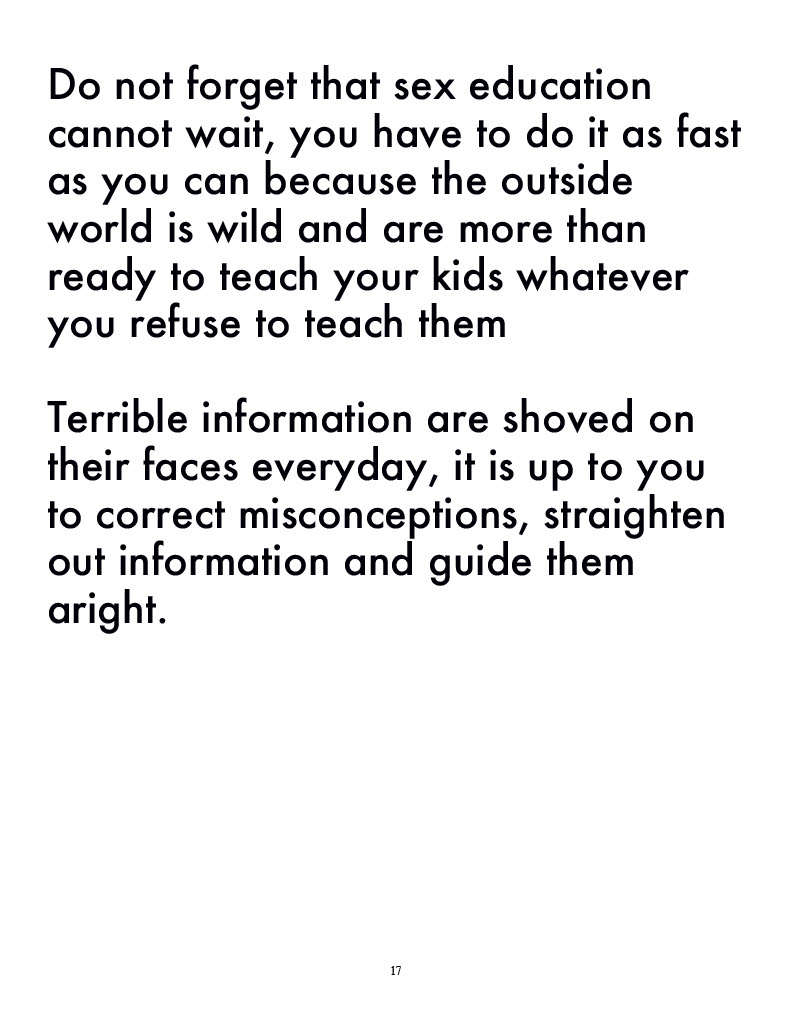 Do not forget that sex education
cannot wait, you have to do it as fast
as you can because the outside
world is wild and are more than
ready to teach your kids whatever
you refuse to teach them
Terrible information are shoved on
their faces everyday, it is up to you
to correct misconceptions, straighten
out information and guide them
aright.
17